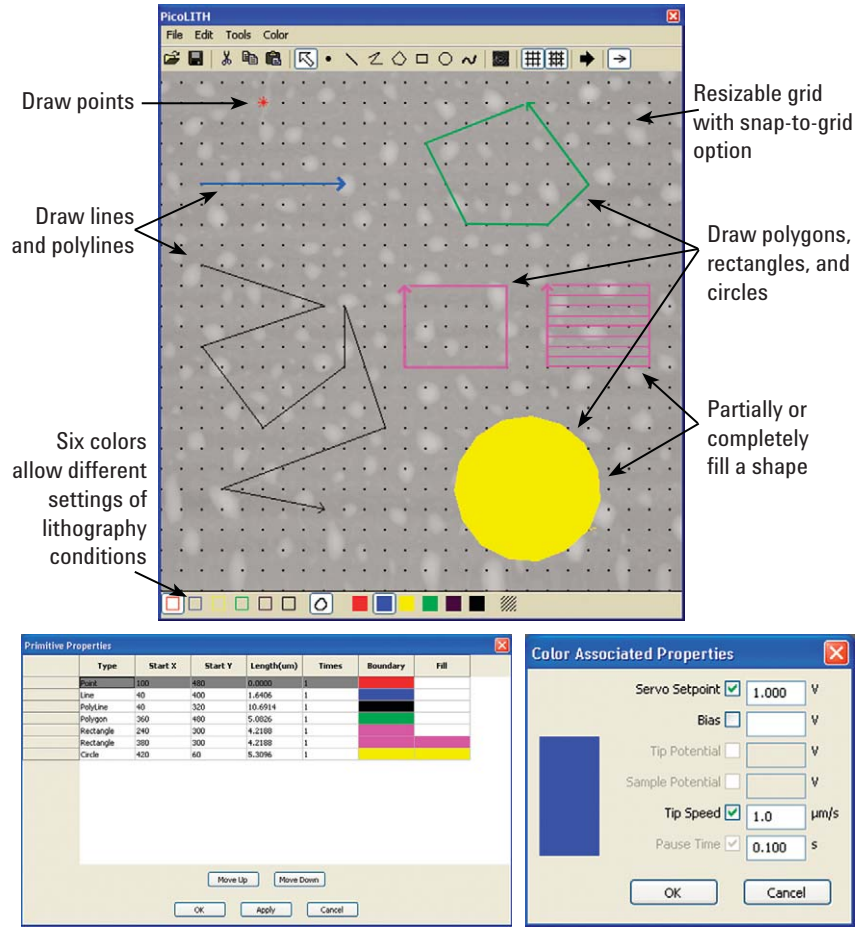 PicoLITH
File Edit Tools Color
Draw points
Resizable grid
with snap-to-grid
option
Draw lines
and polylines
Draw polygons,
rectangles, and
circles
Partially or
completely
fill a shape
Six colors
allow different
settings of
lithography
conditions
Primitive Properties
Type Start X Start Y Length(um) Times Boundary Fill
Point 100 480 0.0000 1
Line 40 400 1.6406 1
PolyLine 40 320 10.6914 1
Polygon 360 480 5.0826 1
Rectangle 240 300 4.2188 1
Rectangle 380 300 4.2188 1
Circle 420 60 5.3096 1
Move Up Move Down
OK Apply Cancel
Color Associated Properties
Servo Setpoint 1.000 V
Bias V
Tip Potential V
Sample Potential V
Tip Speed 1.0 µm/s
Pause Time 0.100 s
OK Cancel